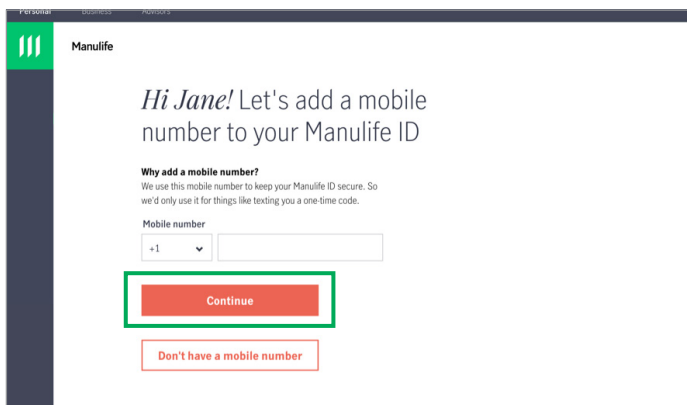 Personal Business Advisors
Manulife
Hi Jane! Let's add a mobile
number to your Manulife ID
Why add a mobile number?
We use this mobile number to keep your Manulife ID secure. So
we'd only use it for things like texting you a one-time code.
Mobile number
+1
Continue
Don't have a mobile number